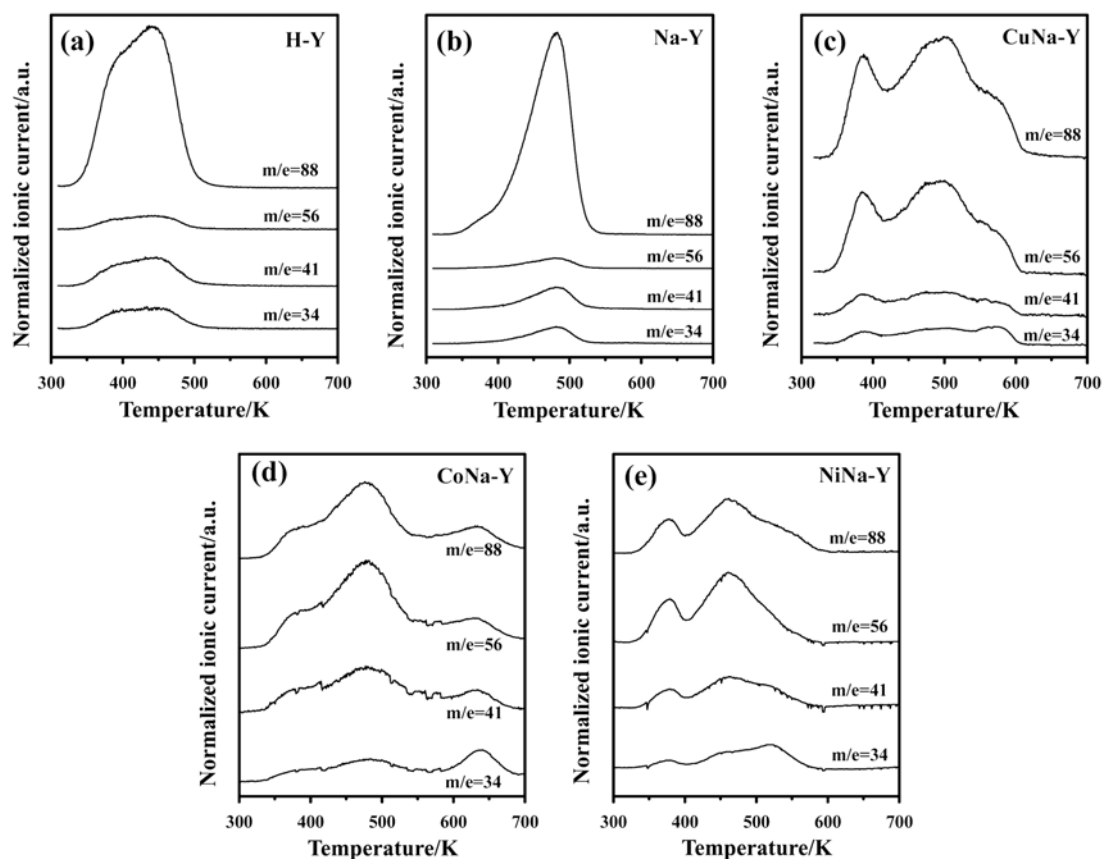 (a)
H-Y
Normalized ionic current/a.u.
m/e=88
m/e=56
m/e=41
m/e=34
300 400 500 600 700
Temperature/K
(b)
Na-Y
Normalized ionic current/a.u.
m/e=88
m/e=56
m/e=41
m/e=34
300 400 500 600 700
Temperature/K
(c)
CuNa-Y
Normalized ionic current/a.u.
m/e=88
m/e=56
m/e=41
m/e=34
300 400 500 600 700
Temperature/K
(d)
CoNa-Y
Normalized ionic current/a.u.
m/e=88
m/e=56
m/e=41
m/e=34
300 400 500 600 700
Temperature/K
(e)
NiNa-Y
Normalized ionic current/a.u.
m/e=88
m/e=56
m/e=41
m/e=34
300 400 500 600 700
Temperature/K